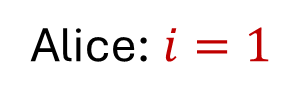 Alice: i = 1